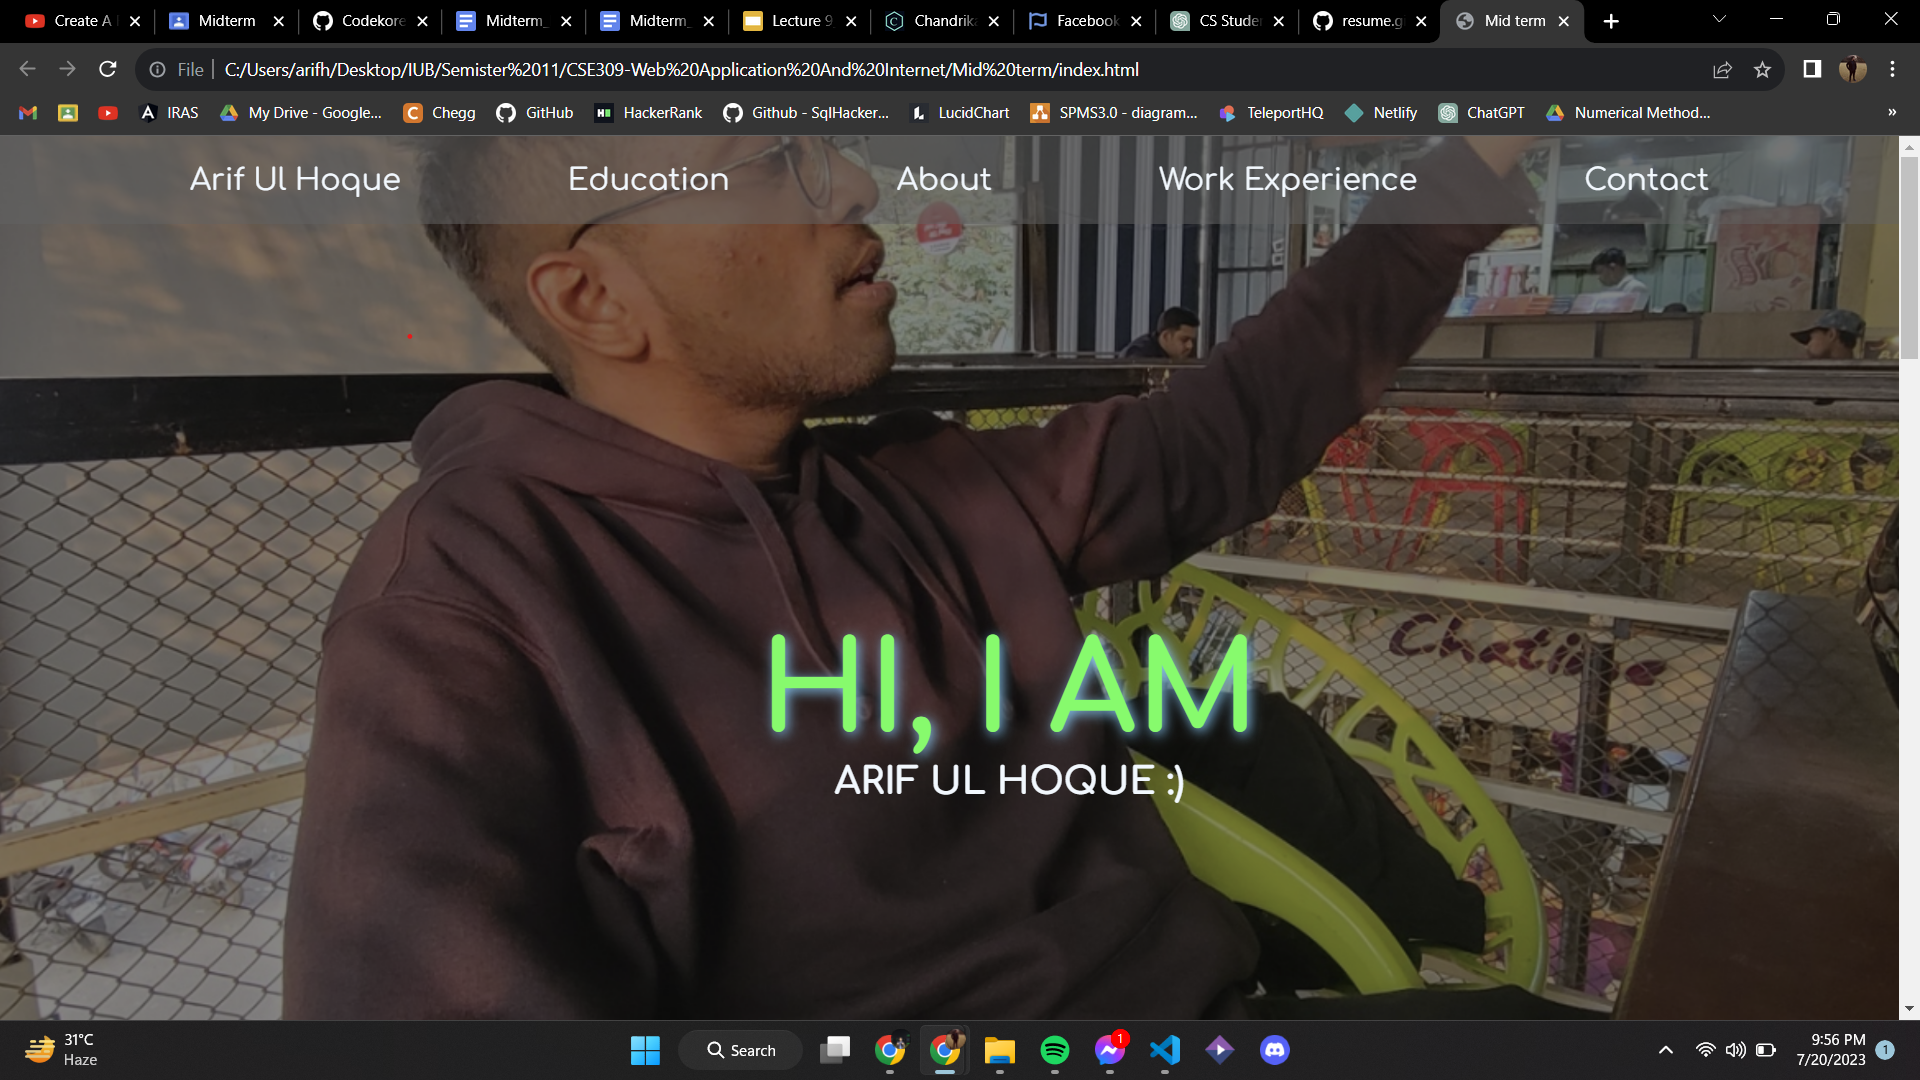 Create A
Midterm
Codekore
Midterm_
Midterm_
Lecture 9
Chandrika
Facebook
CS Studer
resume.gi
Mid term
File
C:/Users/arifh/Desktop/IUB/Semister%2011/CSE309-Web%20Application%20And%20Internet/Mid%20term/index.html
IRAS
My Drive - Google...
Chegg
GitHub
HackerRank
Github - SqlHacker...
LucidChart
SPMS3.0 - diagram...
TeleportHQ
Netlify
ChatGPT
Numerical Method...
»
Arif Ul Hoque
Education
About
Work Experience
Contact
Chatime
HI, I AM
ARIF UL HOQUE :)
31°C
Haze
Search
1
9:56 PM
7/20/2023
1